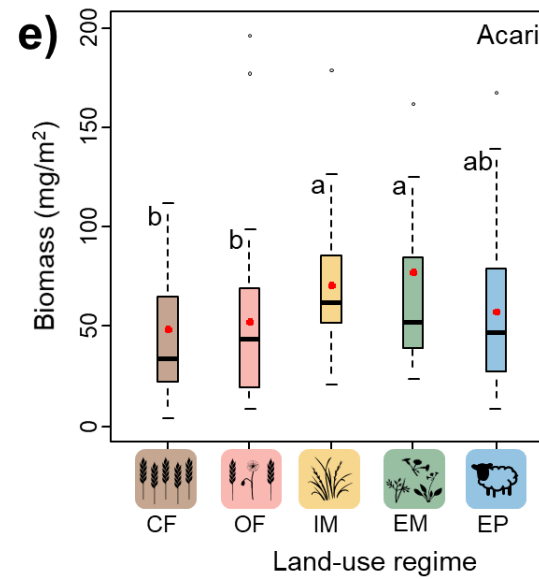 e)
Acari
Biomass (mg/m²)
200
150
100
50
0
b
b
a
a
ab
CF OF IM EM EP
Land-use regime